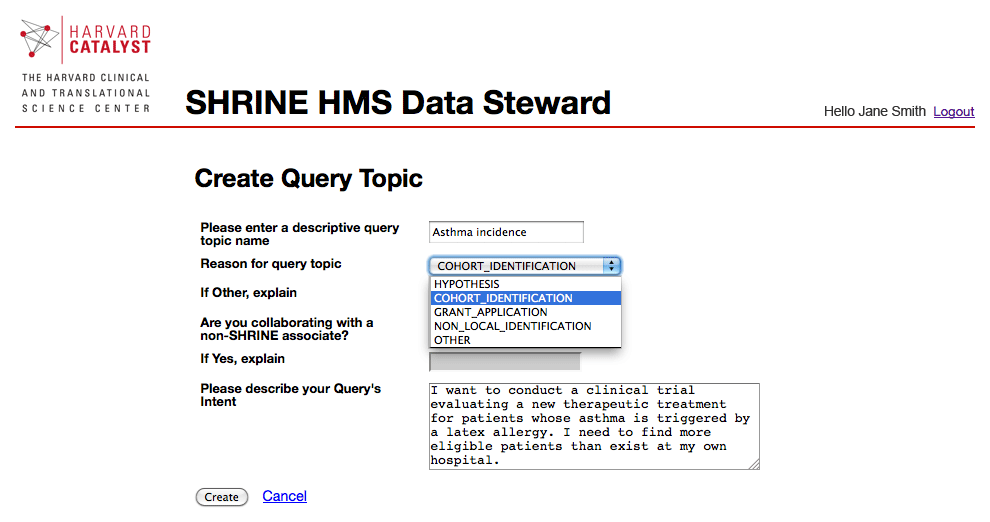 HARVARD
CATALYST
THE HARVARD CLINICAL
AND TRANSLATIONAL
SCIENCE CENTER
SHRINE HMS Data Steward
Hello Jane Smith Logout
Create Query Topic
Please enter a descriptive query
topic name
Asthma incidence
Reason for query topic
COHORT_IDENTIFICATION
HYPOTHESIS
COHORT_IDENTIFICATION
GRANT_APPLICATION
NON_LOCAL_IDENTIFICATION
OTHER
If Other, explain
Are you collaborating with a
non-SHRINE associate?
If Yes, explain
Please describe your Query's
Intent
I want to conduct a clinical trial
evaluating a new therapeutic treatment
for patients whose asthma is triggered by
a latex allergy. I need to find more
eligible patients than exist at my own
hospital.
Create Cancel